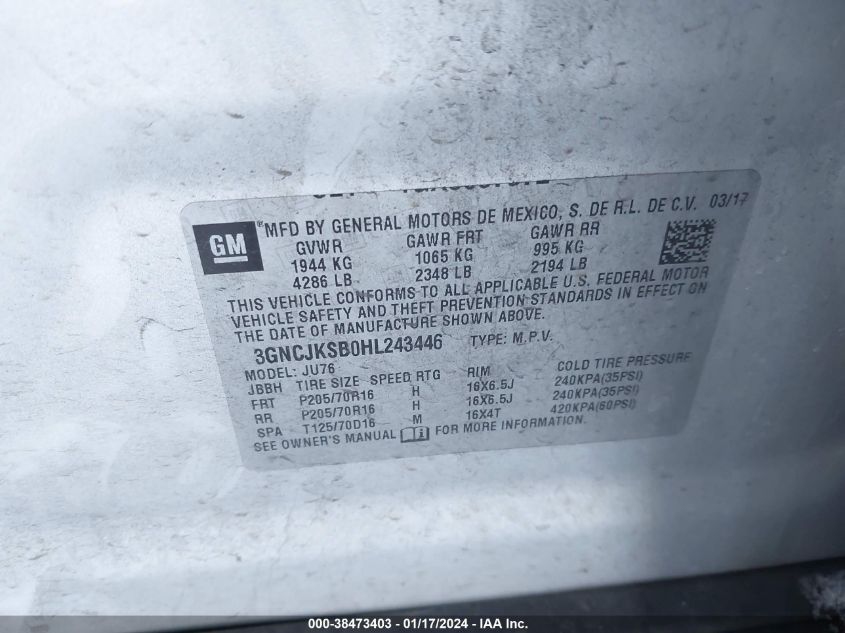 GM
®MFD BY GENERAL MOTORS DE MEXICO, S. DE R.L. DE C.V. 03/17
GVWR GAWR FRT GAWR RR
1944 KG 1065 KG 995 KG
4286 LB 2348 LB 2194 LB
THIS VEHICLE CONFORMS TO ALL APPLICABLE U.S. FEDERAL MOTOR
VEHICLE SAFETY AND THEFT PREVENTION STANDARDS IN EFFECT ON
THE DATE OF MANUFACTURE SHOWN ABOVE.
3GNCJKSB0HL243446 TYPE: M.P.V.
MODEL: JU76
JBBH TIRE SIZE SPEED RTG RIM COLD TIRE PRESSURE
FRT P205/70R16 H 16X6.5J 240KPA(35PSI)
RR P205/70R16 H 16X6.5J 240KPA(35PSI)
SPA T125/70D16 M 16X4T 420KPA(60PSI)
SEE OWNER'S MANUAL FOR MORE INFORMATION.
000-38473403 - 01/17/2024 - IAA Inc.